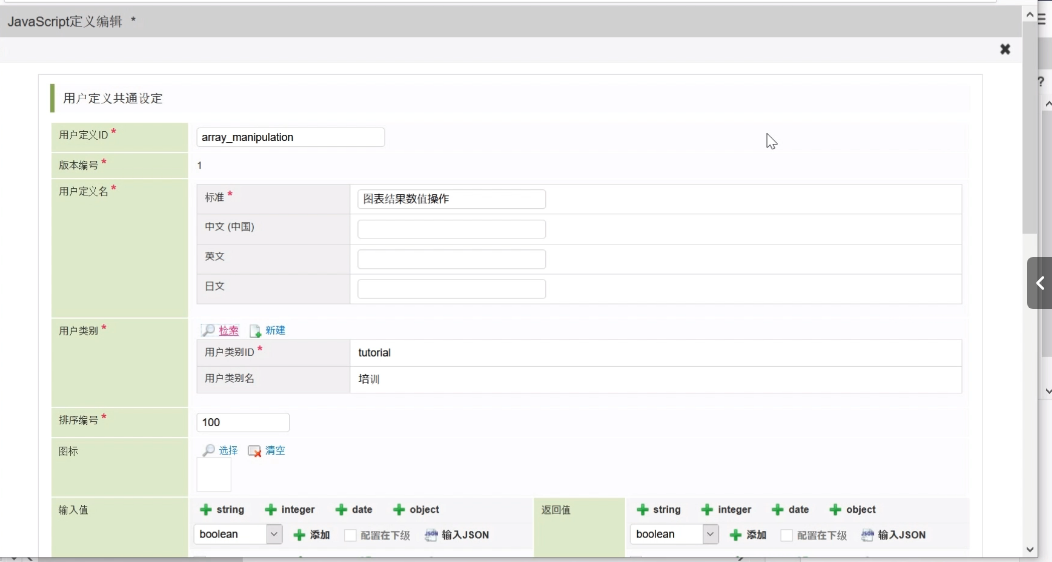 JavaScript定义编辑 *
用户定义共通设定
用户定义ID * array_manipulation
版本编号 * 1
用户定义名 *
标准 * 图表结果数值操作
中文 (中国)
英文
日文
用户类别 * 检索 新建
用户类别ID * tutorial
用户类别名 培训
排序编号 * 100
图标 选择 清空
输入值 string integer date object 返回值 string integer date object
boolean 添加 配置在下级 输入JSON boolean 添加 配置在下级 输入JSON